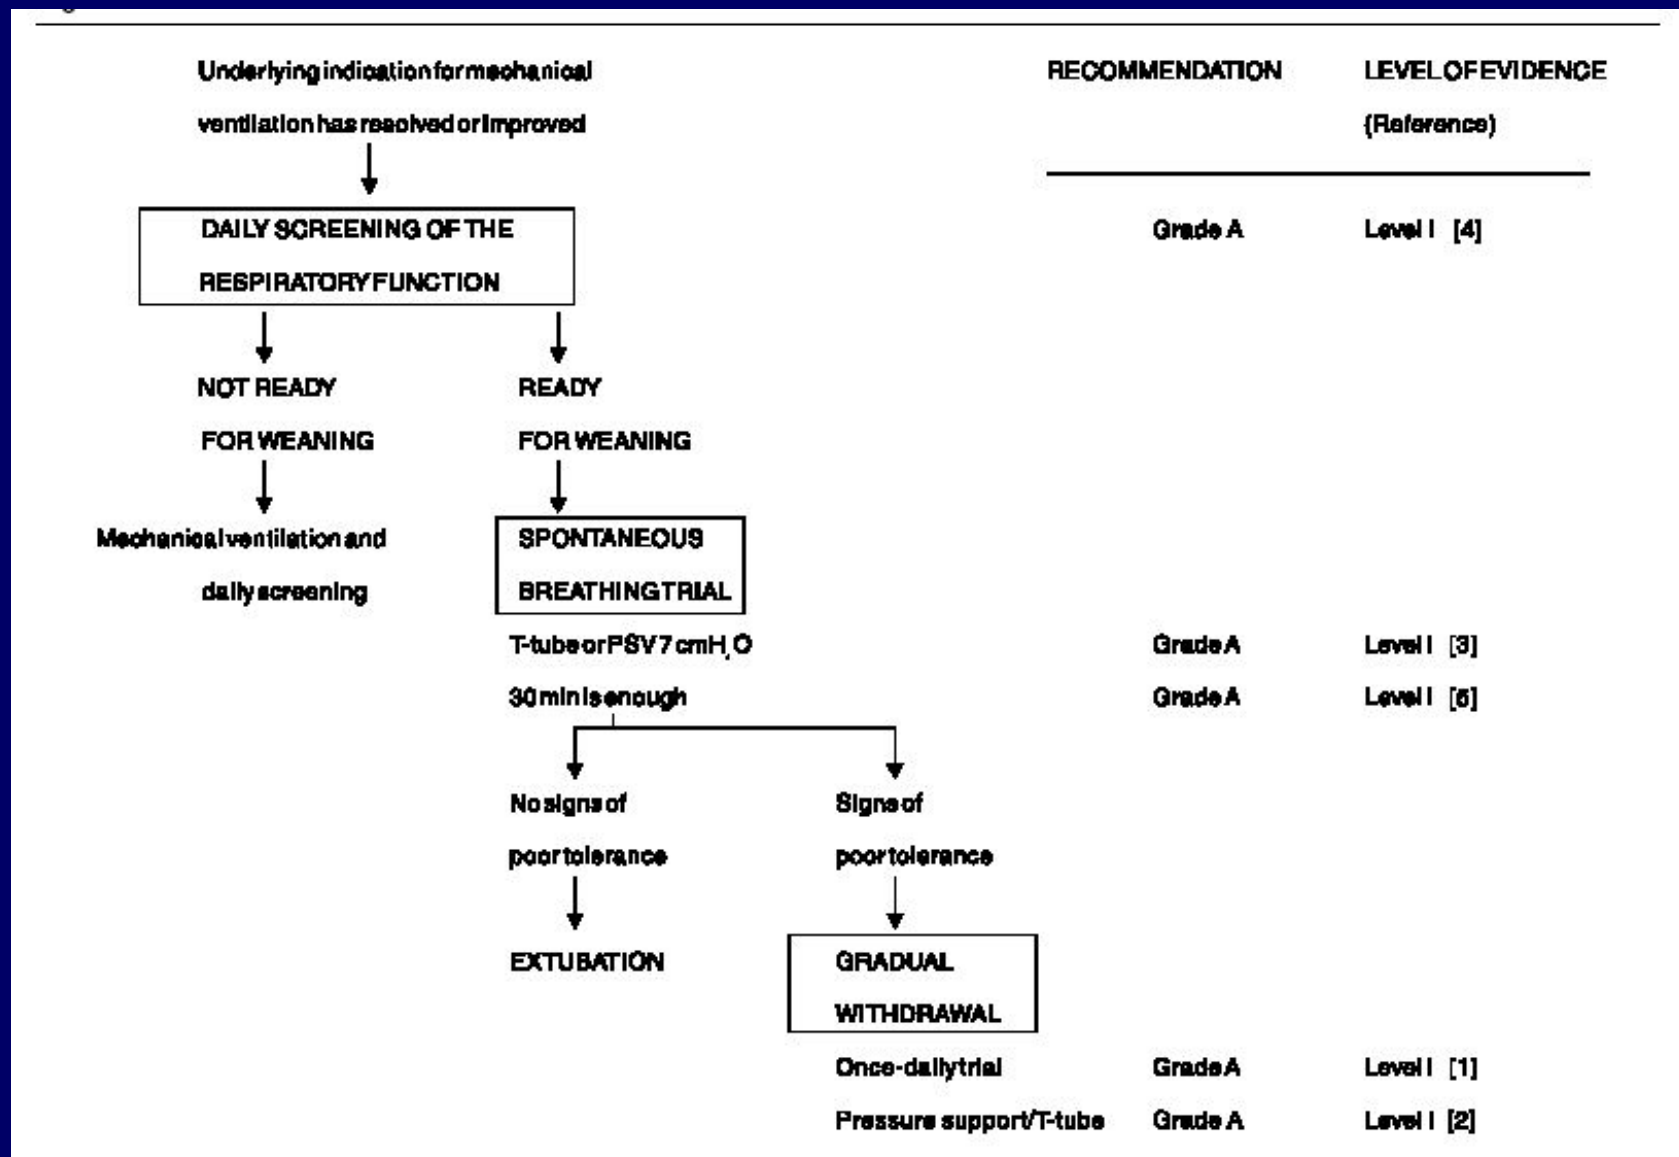 Underlying indication for mechanical RECOMMENDATION LEVEL OF EVIDENCE
ventilation has resolved or improved (Reference)
DAILY SCREENING OF THE Grade A Level I [4]
RESPIRATORY FUNCTION
NOT READY READY
FOR WEANING FOR WEANING
Mechanical ventilation and SPONTANEOUS
daily screening BREATHING TRIAL
T-tube or PSV 7 cmH2O Grade A Level I [3]
30 min is enough Grade A Level I [5]
No signs of Signs of
poor tolerance poor tolerance
EXTUBATION GRADUAL
WITHDRAWAL
Once-daily trial Grade A Level I [1]
Pressure support/T-tube Grade A Level I [2]